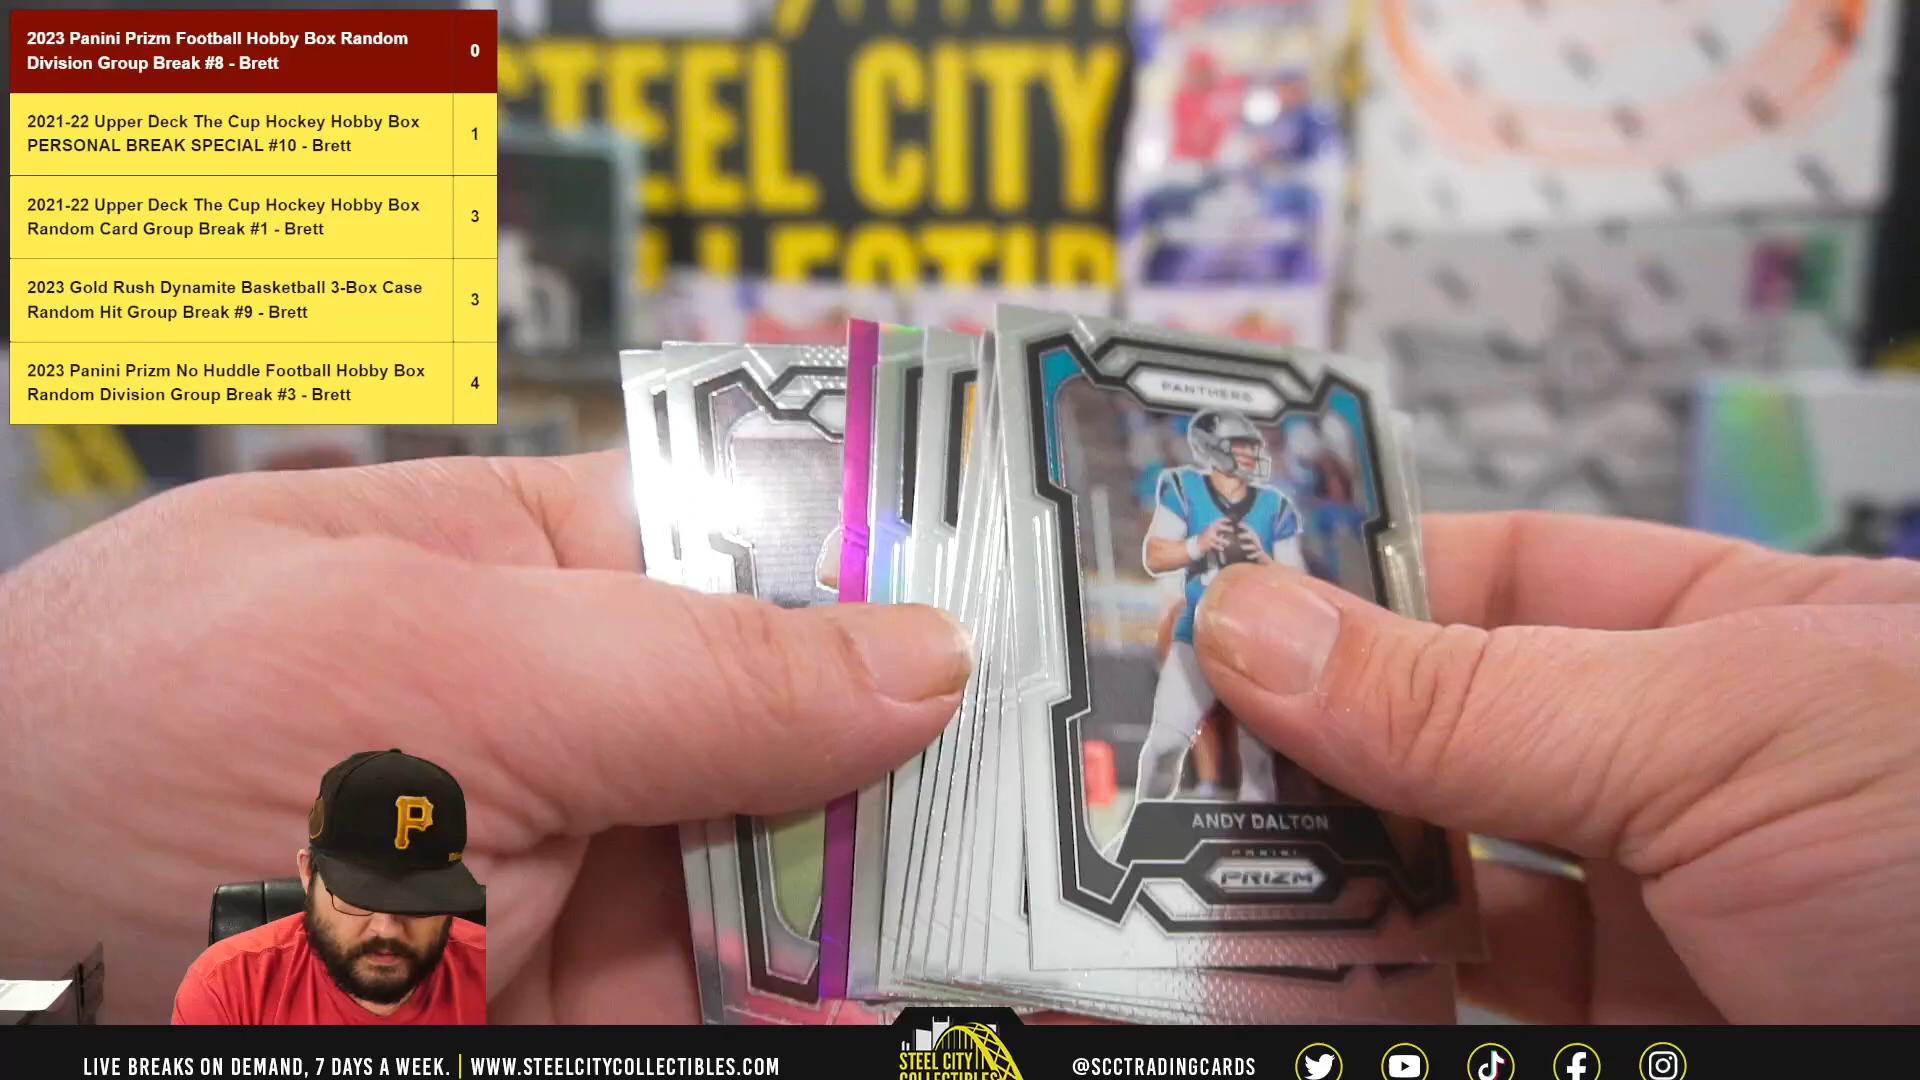 2023 Panini Prizm Football Hobby Box Random
Division Group Break #8 - Brett
0
2021-22 Upper Deck The Cup Hockey Hobby Box
PERSONAL BREAK SPECIAL #10 - Brett
1
2021-22 Upper Deck The Cup Hockey Hobby Box
Random Card Group Break #1 - Brett
3
2023 Gold Rush Dynamite Basketball 3-Box Case
Random Hit Group Break #9 - Brett
3
2023 Panini Prizm No Huddle Football Hobby Box
Random Division Group Break #3 - Brett
4
STEEL CITY
COLLECTIBLES
PANTHERS
ANDY DALTON
PANINI
PRIZM
P
LIVE BREAKS ON DEMAND, 7 DAYS A WEEK. | WWW.STEELCITYCOLLECTIBLES.COM
STEEL CITY
COLLECTIBLES
@SCCTRADINGCARDS